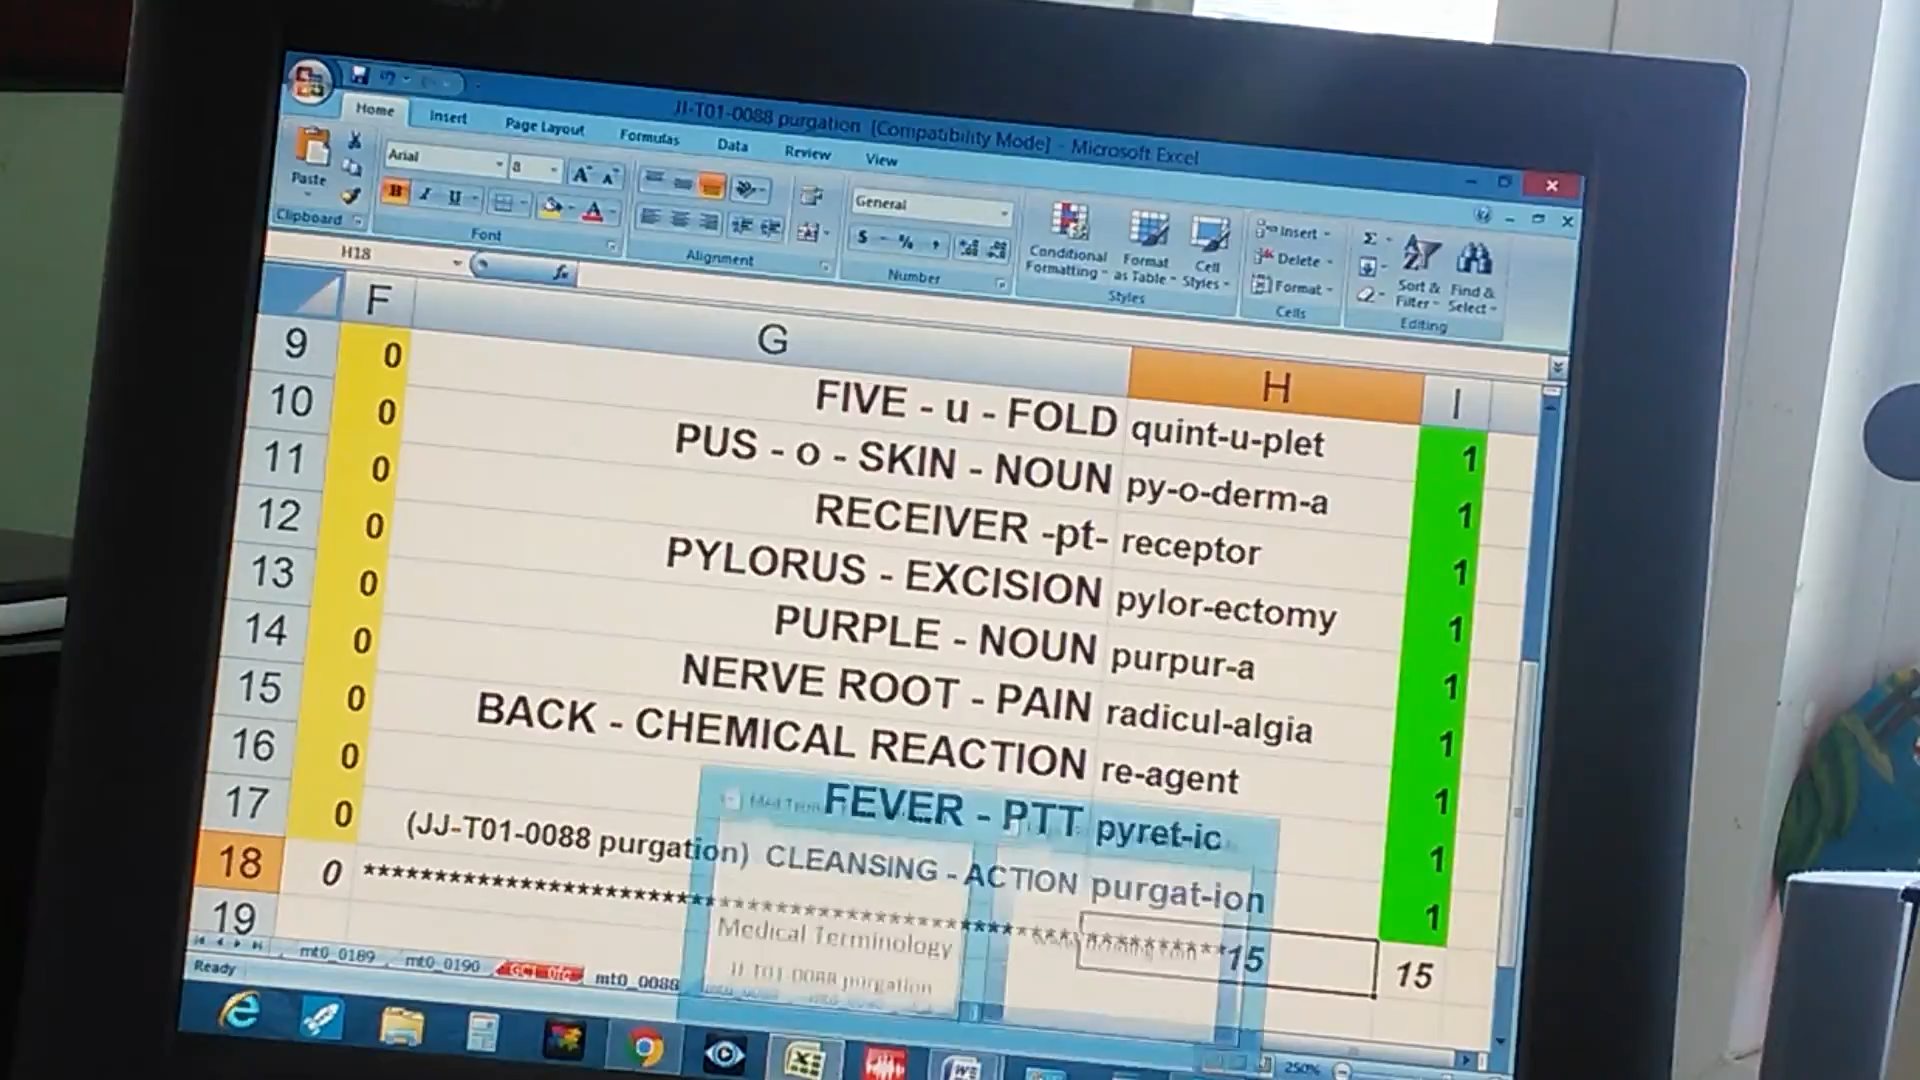 JJ-T01-0088 purgation [Compatibility Mode] - Microsoft Excel
Home Insert Page Layout Formulas Data Review View
Arial 8
Paste
B I U
General
$ % ,
Conditional Formatting Format as Table Cell Styles
Insert
Delete
Format
Σ
Sort & Filter Find & Select
Clipboard Font Alignment Number Styles Cells Editing
H18 fx
F G H I
9 0 FIVE - u - FOLD quint-u-plet 1
10 0 PUS - o - SKIN - NOUN py-o-derm-a 1
11 0 RECEIVER -pt- receptor 1
12 0 PYLORUS - EXCISION pylor-ectomy 1
13 0 PURPLE - NOUN purpur-a 1
14 0 NERVE ROOT - PAIN radicul-algia 1
15 0 BACK - CHEMICAL REACTION re-agent 1
16 0 FEVER - PTT pyret-ic 1
17 0 (JJ-T01-0088 purgation) CLEANSING - ACTION purgat-ion 1
18 0 15 15
19
Medical Terminology
JJ-T01-0088 purgation
mt0_0189 mt0_0190 mt0_0088
Ready 250%